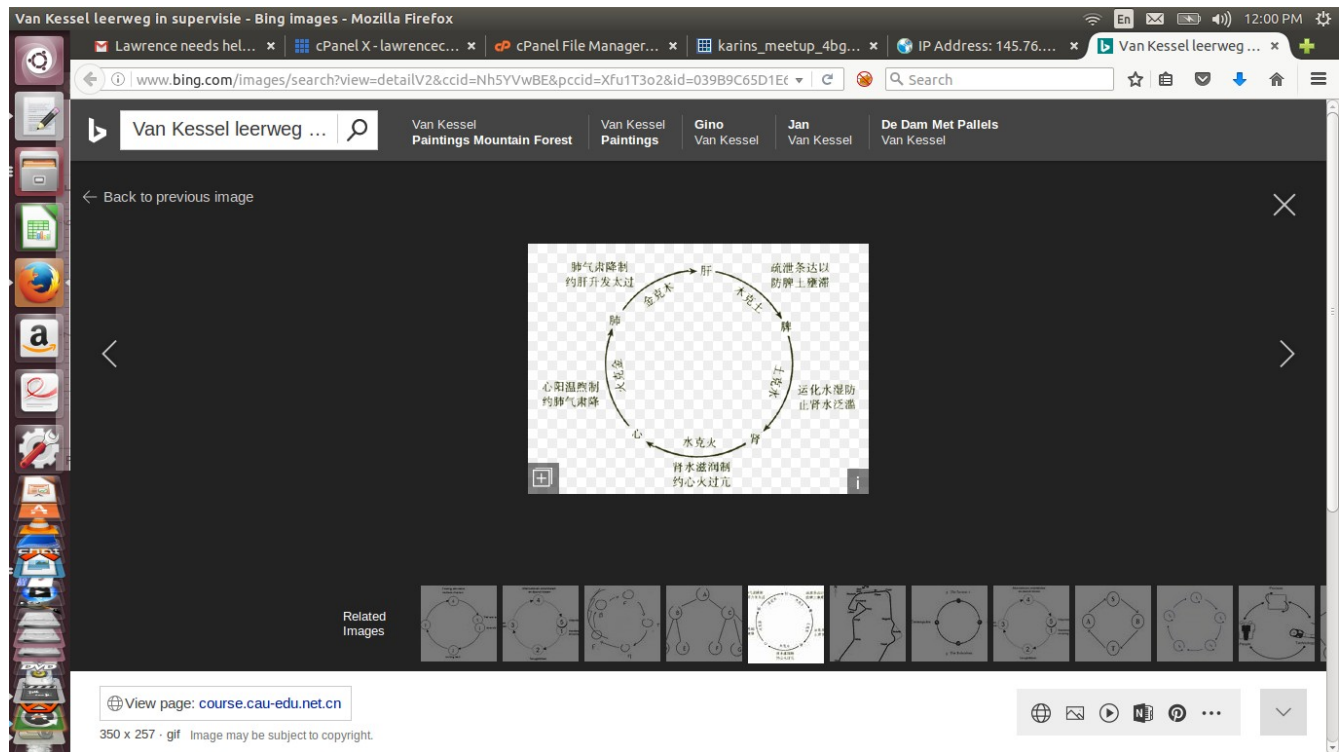 Van Kessel leerweg in supervisie - Bing images - Mozilla Firefox
En
12:00 PM
Lawrence needs hel...
cPanel X - lawrencec...
cPanel File Manager...
karins_meetup_4bg...
IP Address: 145.76....
Van Kessel leerweg ...
www.bing.com/images/search?view=detailV2&ccid=Nh5YVwBE&pccid=Xfu1T3o2&id=039B9C65D1E6
Search
Van Kessel leerweg ...
Van Kessel
Paintings Mountain Forest
Van Kessel
Paintings
Gino
Van Kessel
Jan
Van Kessel
De Dam Met Pallels
Van Kessel
← Back to previous image
肺气肃降制
约肝升发太过
肝
疏泄条达以
防脾土壅滞
金克木
木克土
肺
脾
火克金
土克水
心阳温煦制
约肺气肃降
运化水湿防
止肾水泛滥
心
水克火
肾
肾水滋润制
约心火过亢
i
Related
Images
View page: course.cau-edu.net.cn
350 x 257 · gif Image may be subject to copyright.